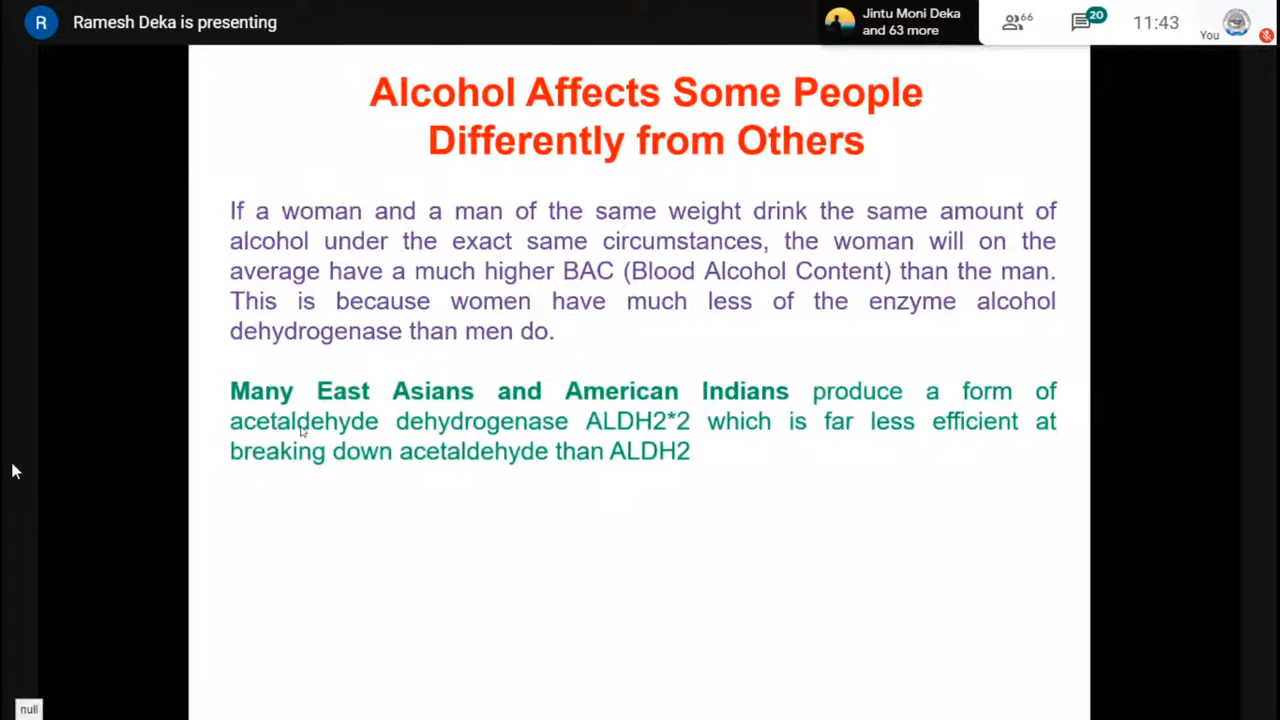 R
Ramesh Deka is presenting
Jintu Moni Deka
and 63 more
66
20
11:43
You
Alcohol Affects Some People
Differently from Others
If a woman and a man of the same weight drink the same amount of
alcohol under the exact same circumstances, the woman will on the
average have a much higher BAC (Blood Alcohol Content) than the man.
This is because women have much less of the enzyme alcohol
dehydrogenase than men do.
Many East Asians and American Indians produce a form of
acetaldehyde dehydrogenase ALDH2*2 which is far less efficient at
breaking down acetaldehyde than ALDH2
null